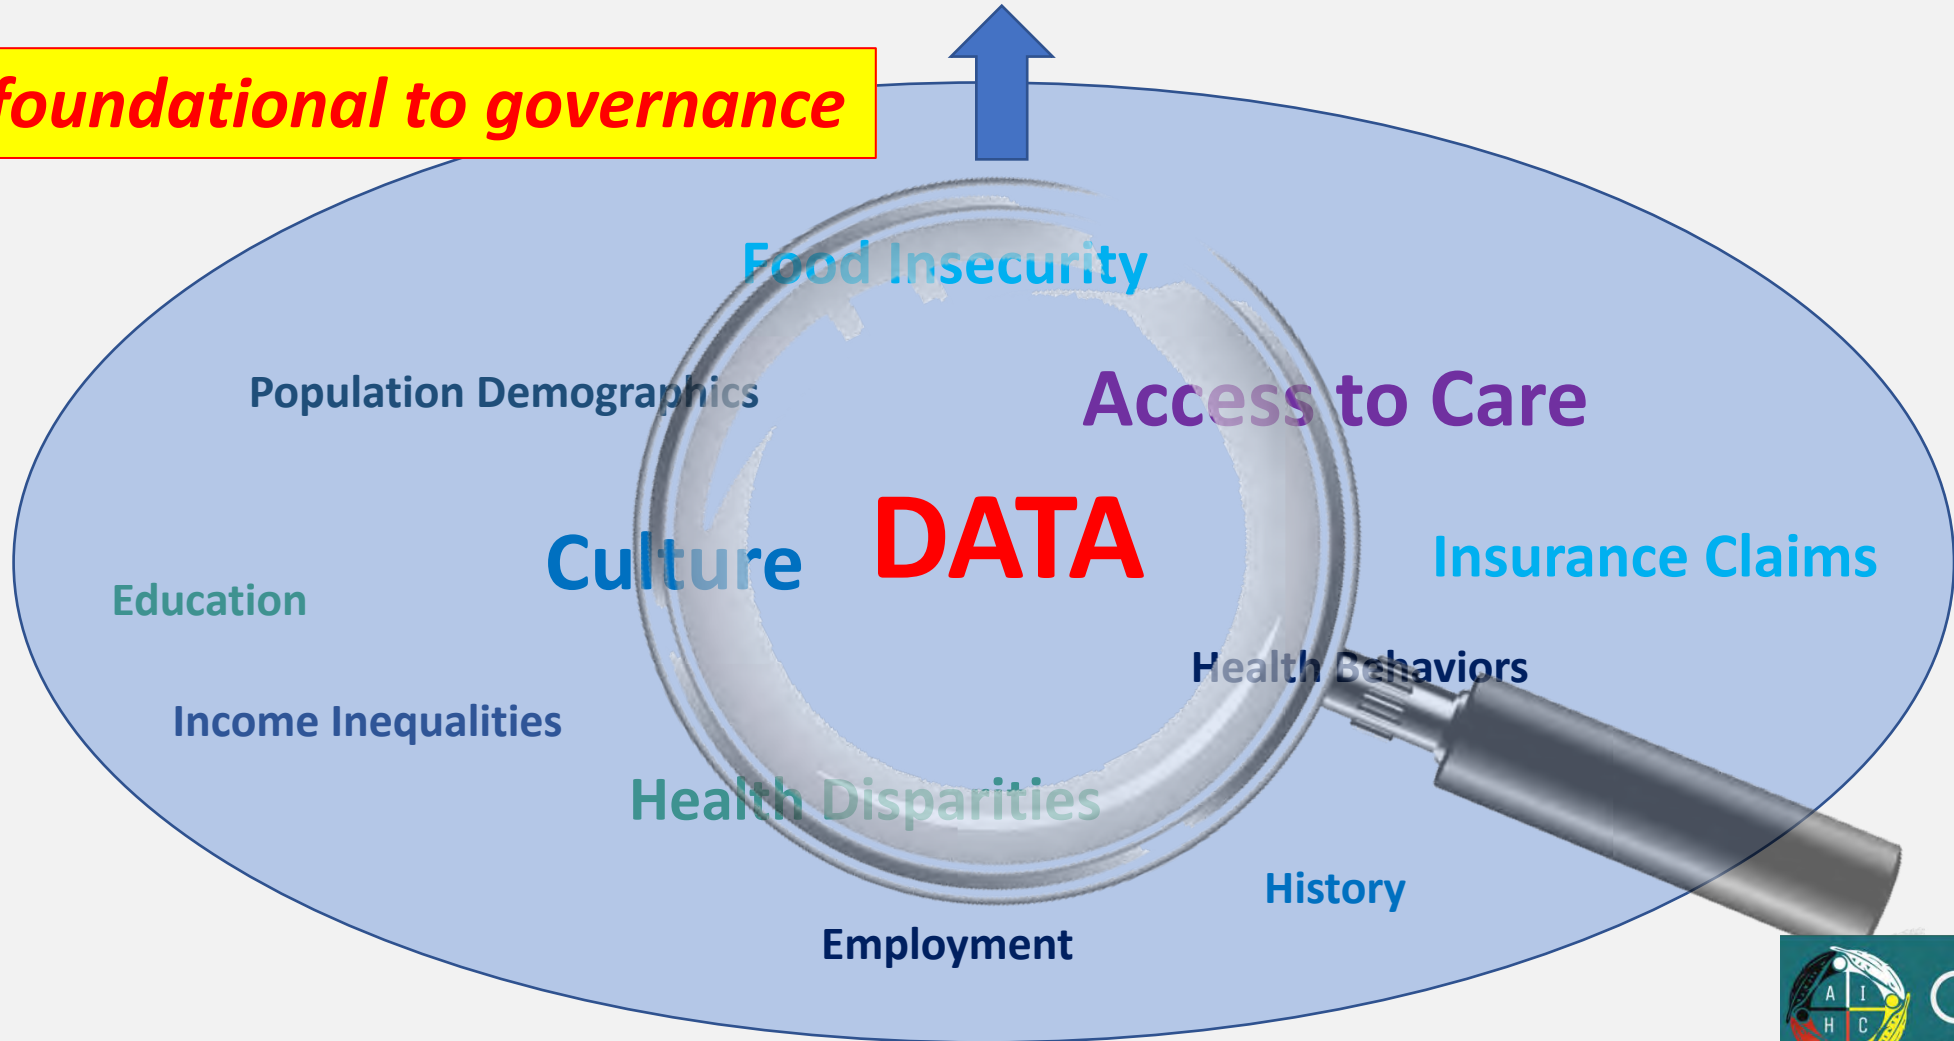 foundational to governance
Food Insecurity
Population Demographics
Access to Care
DATA
Culture
Insurance Claims
Education
Health Behaviors
Income Inequalities
Health Disparities
History
Employment
A I
H C